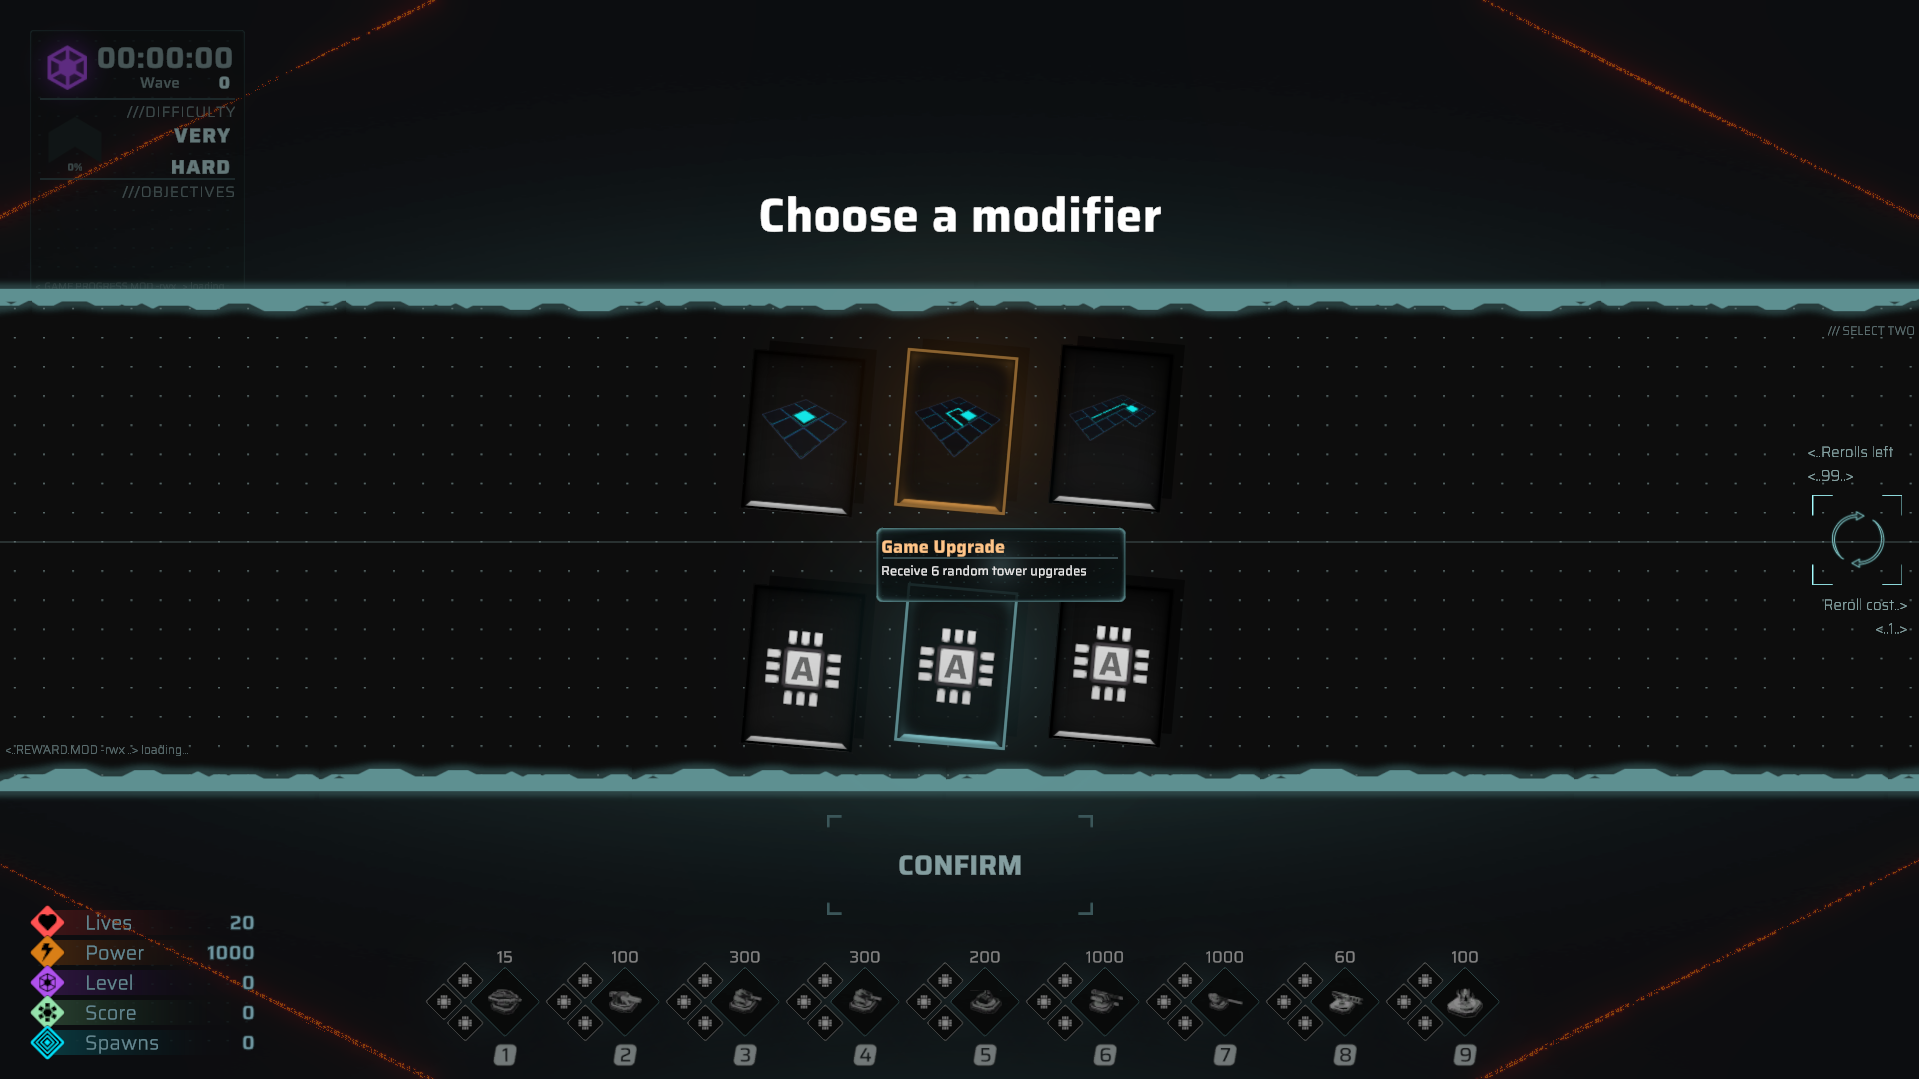 00:00:00
Wave 0
///DIFFICULTY
VERY
HARD
0%
///OBJECTIVES
Choose a modifier
/// SELECT TWO
<..Rerolls left
<..99..>
Game Upgrade
Receive 6 random tower upgrades
Reroll cost..>
<..1..>
A A A
<..REWARD.MOD -rwx..> loading...
CONFIRM
Lives 20
Power 1000
Level 0
Score 0
Spawns 0
15 100 300 300 200 1000 1000 60 100
1 2 3 4 5 6 7 8 9